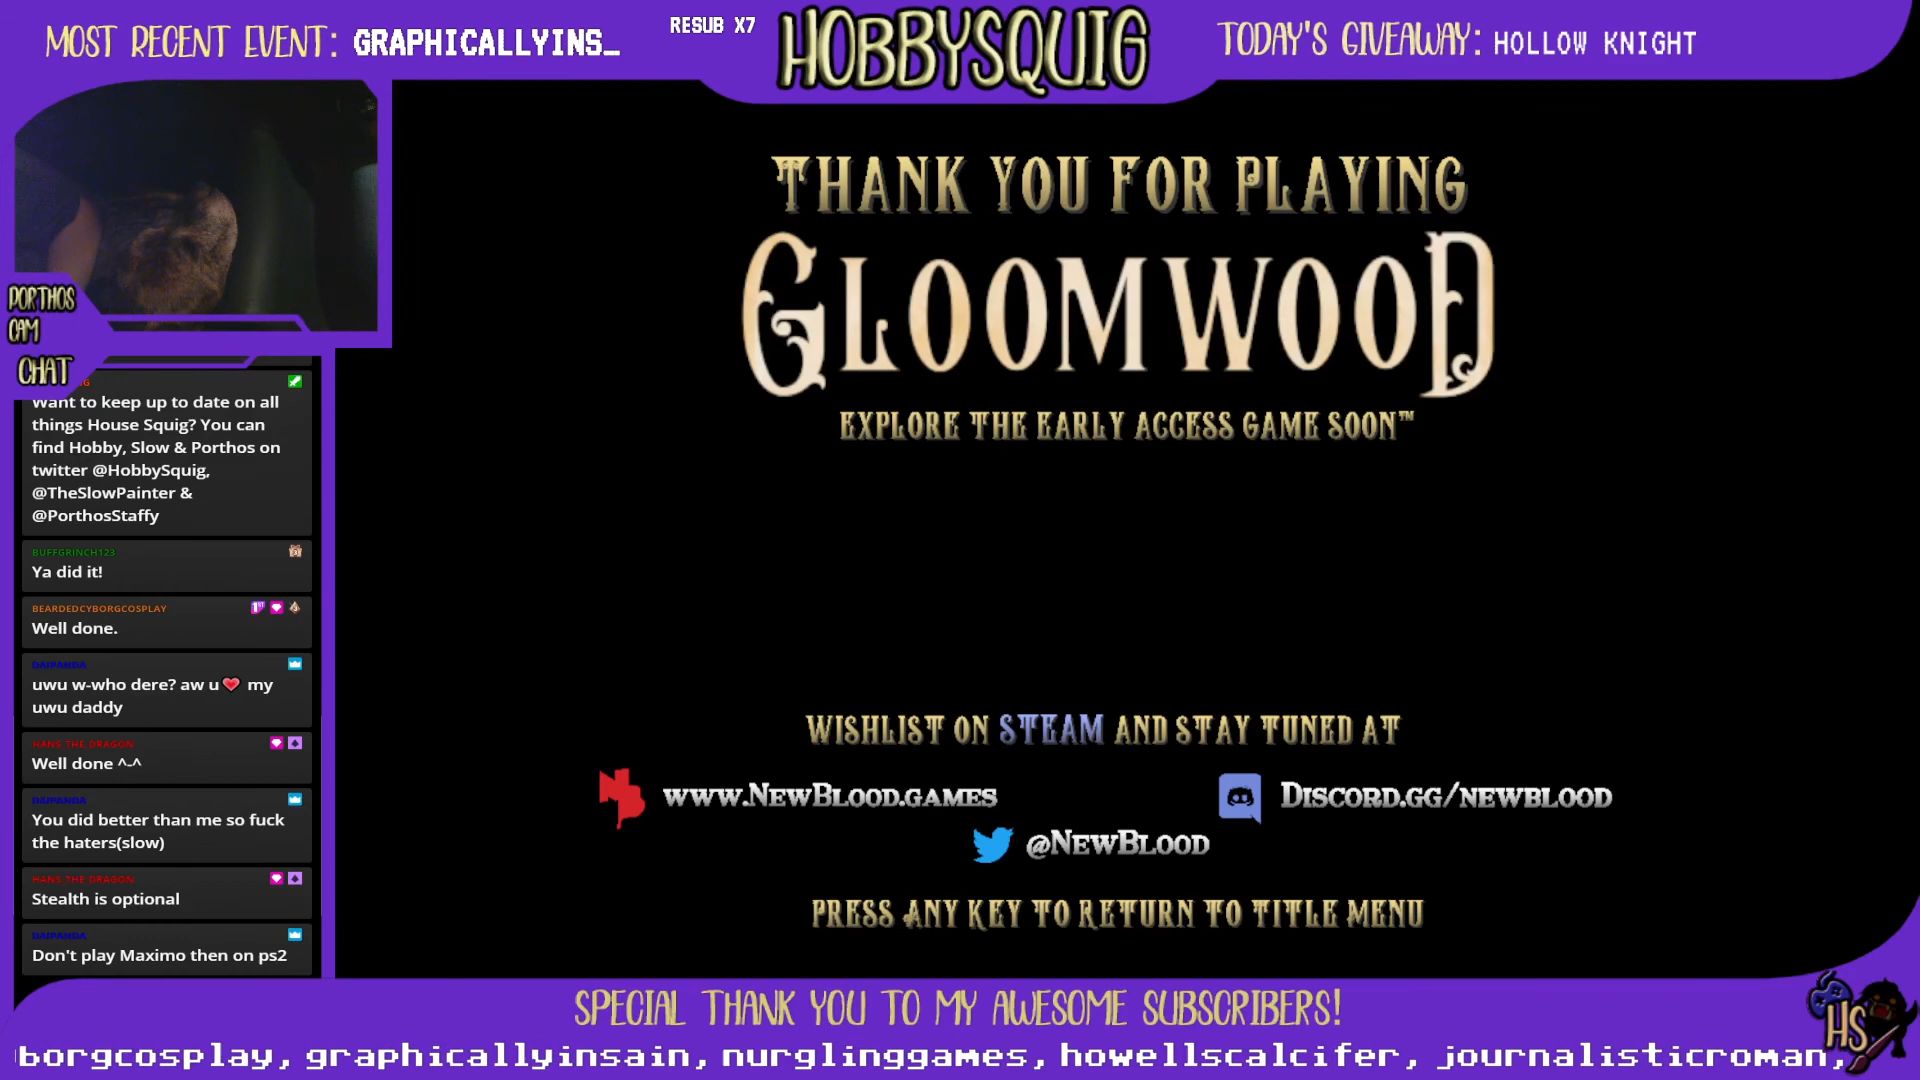 MOST RECENT EVENT: GRAPHICALLYINS_
RESUB X7
HOBBYSQUIG
TODAY'S GIVEAWAY: HOLLOW KNIGHT
THANK YOU FOR PLAYING
GLOOMWOOD
EXPLORE THE EARLY ACCESS GAME SOON™
PORTHOS
CAM
CHAT
Want to keep up to date on all
things House Squig? You can
find Hobby, Slow & Porthos on
twitter @HobbySquig,
@TheSlowPainter &
@PorthosStaffy
BUFFGRINCH123
Ya did it!
BEARDEDCYBORGCOSPLAY
Well done.
DAIPANDA
uwu w-who dere? aw u❤ my
uwu daddy
HANS_THE_DRAGON
Well done ^-^
DAIPANDA
You did better than me so fuck
the haters(slow)
HANS_THE_DRAGON
Stealth is optional
DAIPANDA
Don't play Maximo then on ps2
WISHLIST ON STEAM AND STAY TUNED AT
WWW.NEWBLOOD.GAMES
DISCORD.GG/NEWBLOOD
@NEWBLOOD
PRESS ANY KEY TO RETURN TO TITLE MENU
SPECIAL THANK YOU TO MY AWESOME SUBSCRIBERS!
borgcosplay, graphicallyinsain, nurglinggames, howellscalcifer, journalisticroman,
HS